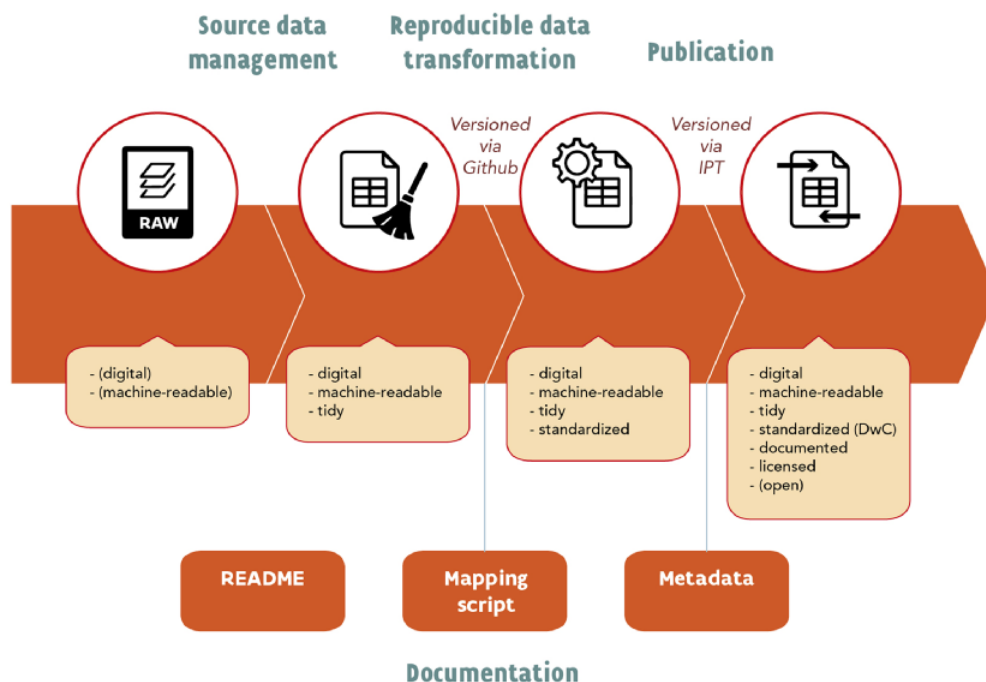 Source data
management
Reproducible data
transformation
Publication
Versioned
via
Github
Versioned
via
IPT
RAW
- (digital)
- (machine-readable)
- digital
- machine-readable
- tidy
- digital
- machine-readable
- tidy
- standardized
- digital
- machine-readable
- tidy
- standardized (DwC)
- documented
- licensed
- (open)
README
Mapping
script
Metadata
Documentation